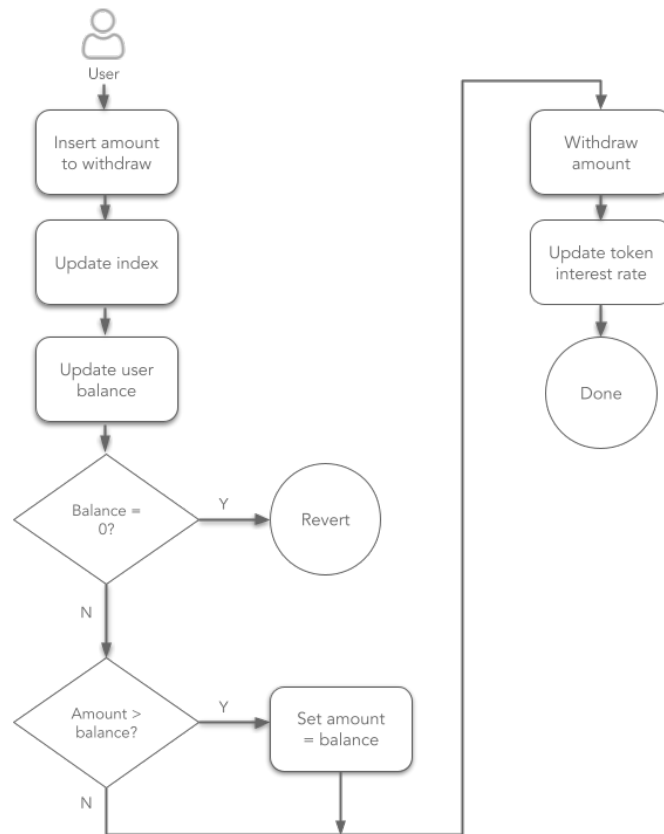 User
Insert amount
to withdraw
Update index
Update user
balance
Balance =
0?
Y
Revert
N
Amount >
balance?
Y
Set amount
= balance
N
Withdraw
amount
Update token
interest rate
Done